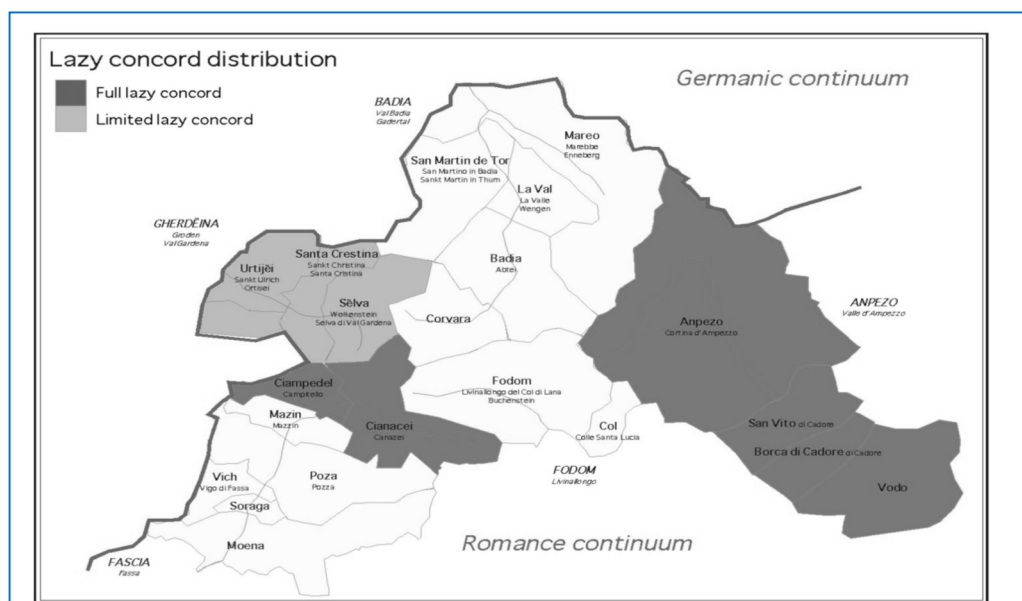 Lazy concord distribution
Full lazy concord
Limited lazy concord
Germanic continuum
BADIA
Val Badia
Gadertal
Mareo
Marebbe
Enneberg
San Martin de Tor
San Martino in Badia
Sankt Martin in Thurn
La Val
La Valle
Wengen
GHERDËINA
Groden
Val Gardena
Santa Crestina
Sankt Christina
Santa Cristina
Urtijëi
Sankt Ulrich
Ortisei
Badia
Abtei
Sëlva
Wolkenstein
Selva di Val Gardena
Corvara
ANPEZO
Valle d'Ampezzo
Anpezo
Cortina d'Ampezzo
Ciampedel
Campitello
Fodom
Livinallongo del Col di Lana
Buchenstein
Mazin
Mazzin
Cianacei
Canazei
Col
Colle Santa Lucia
San Vito di Cadore
Borca di Cadore di Cadore
FODOM
Livinallongo
Vich
Vigo di Fassa
Poza
Pozza
Vodo
Soraga
Moena
Romance continuum
FASCIA
Fassa